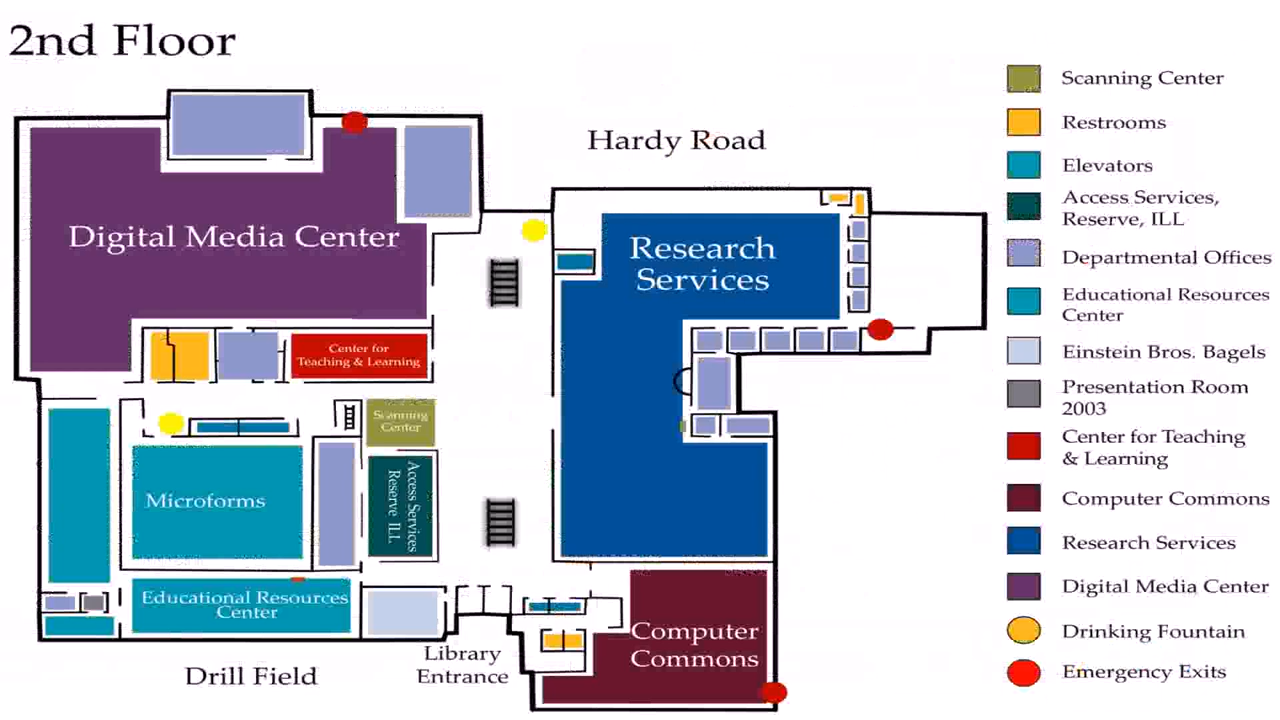 2nd Floor
Hardy Road
Digital Media Center
Research
Services
Center for
Teaching & Learning
Scanning
Center
Microforms
Access Services
Reserve ILL
Educational Resources
Center
Computer
Commons
Library
Entrance
Drill Field
Scanning Center
Restrooms
Elevators
Access Services,
Reserve, ILL
Departmental Offices
Educational Resources
Center
Einstein Bros. Bagels
Presentation Room
2003
Center for Teaching
& Learning
Computer Commons
Research Services
Digital Media Center
Drinking Fountain
Emergency Exits